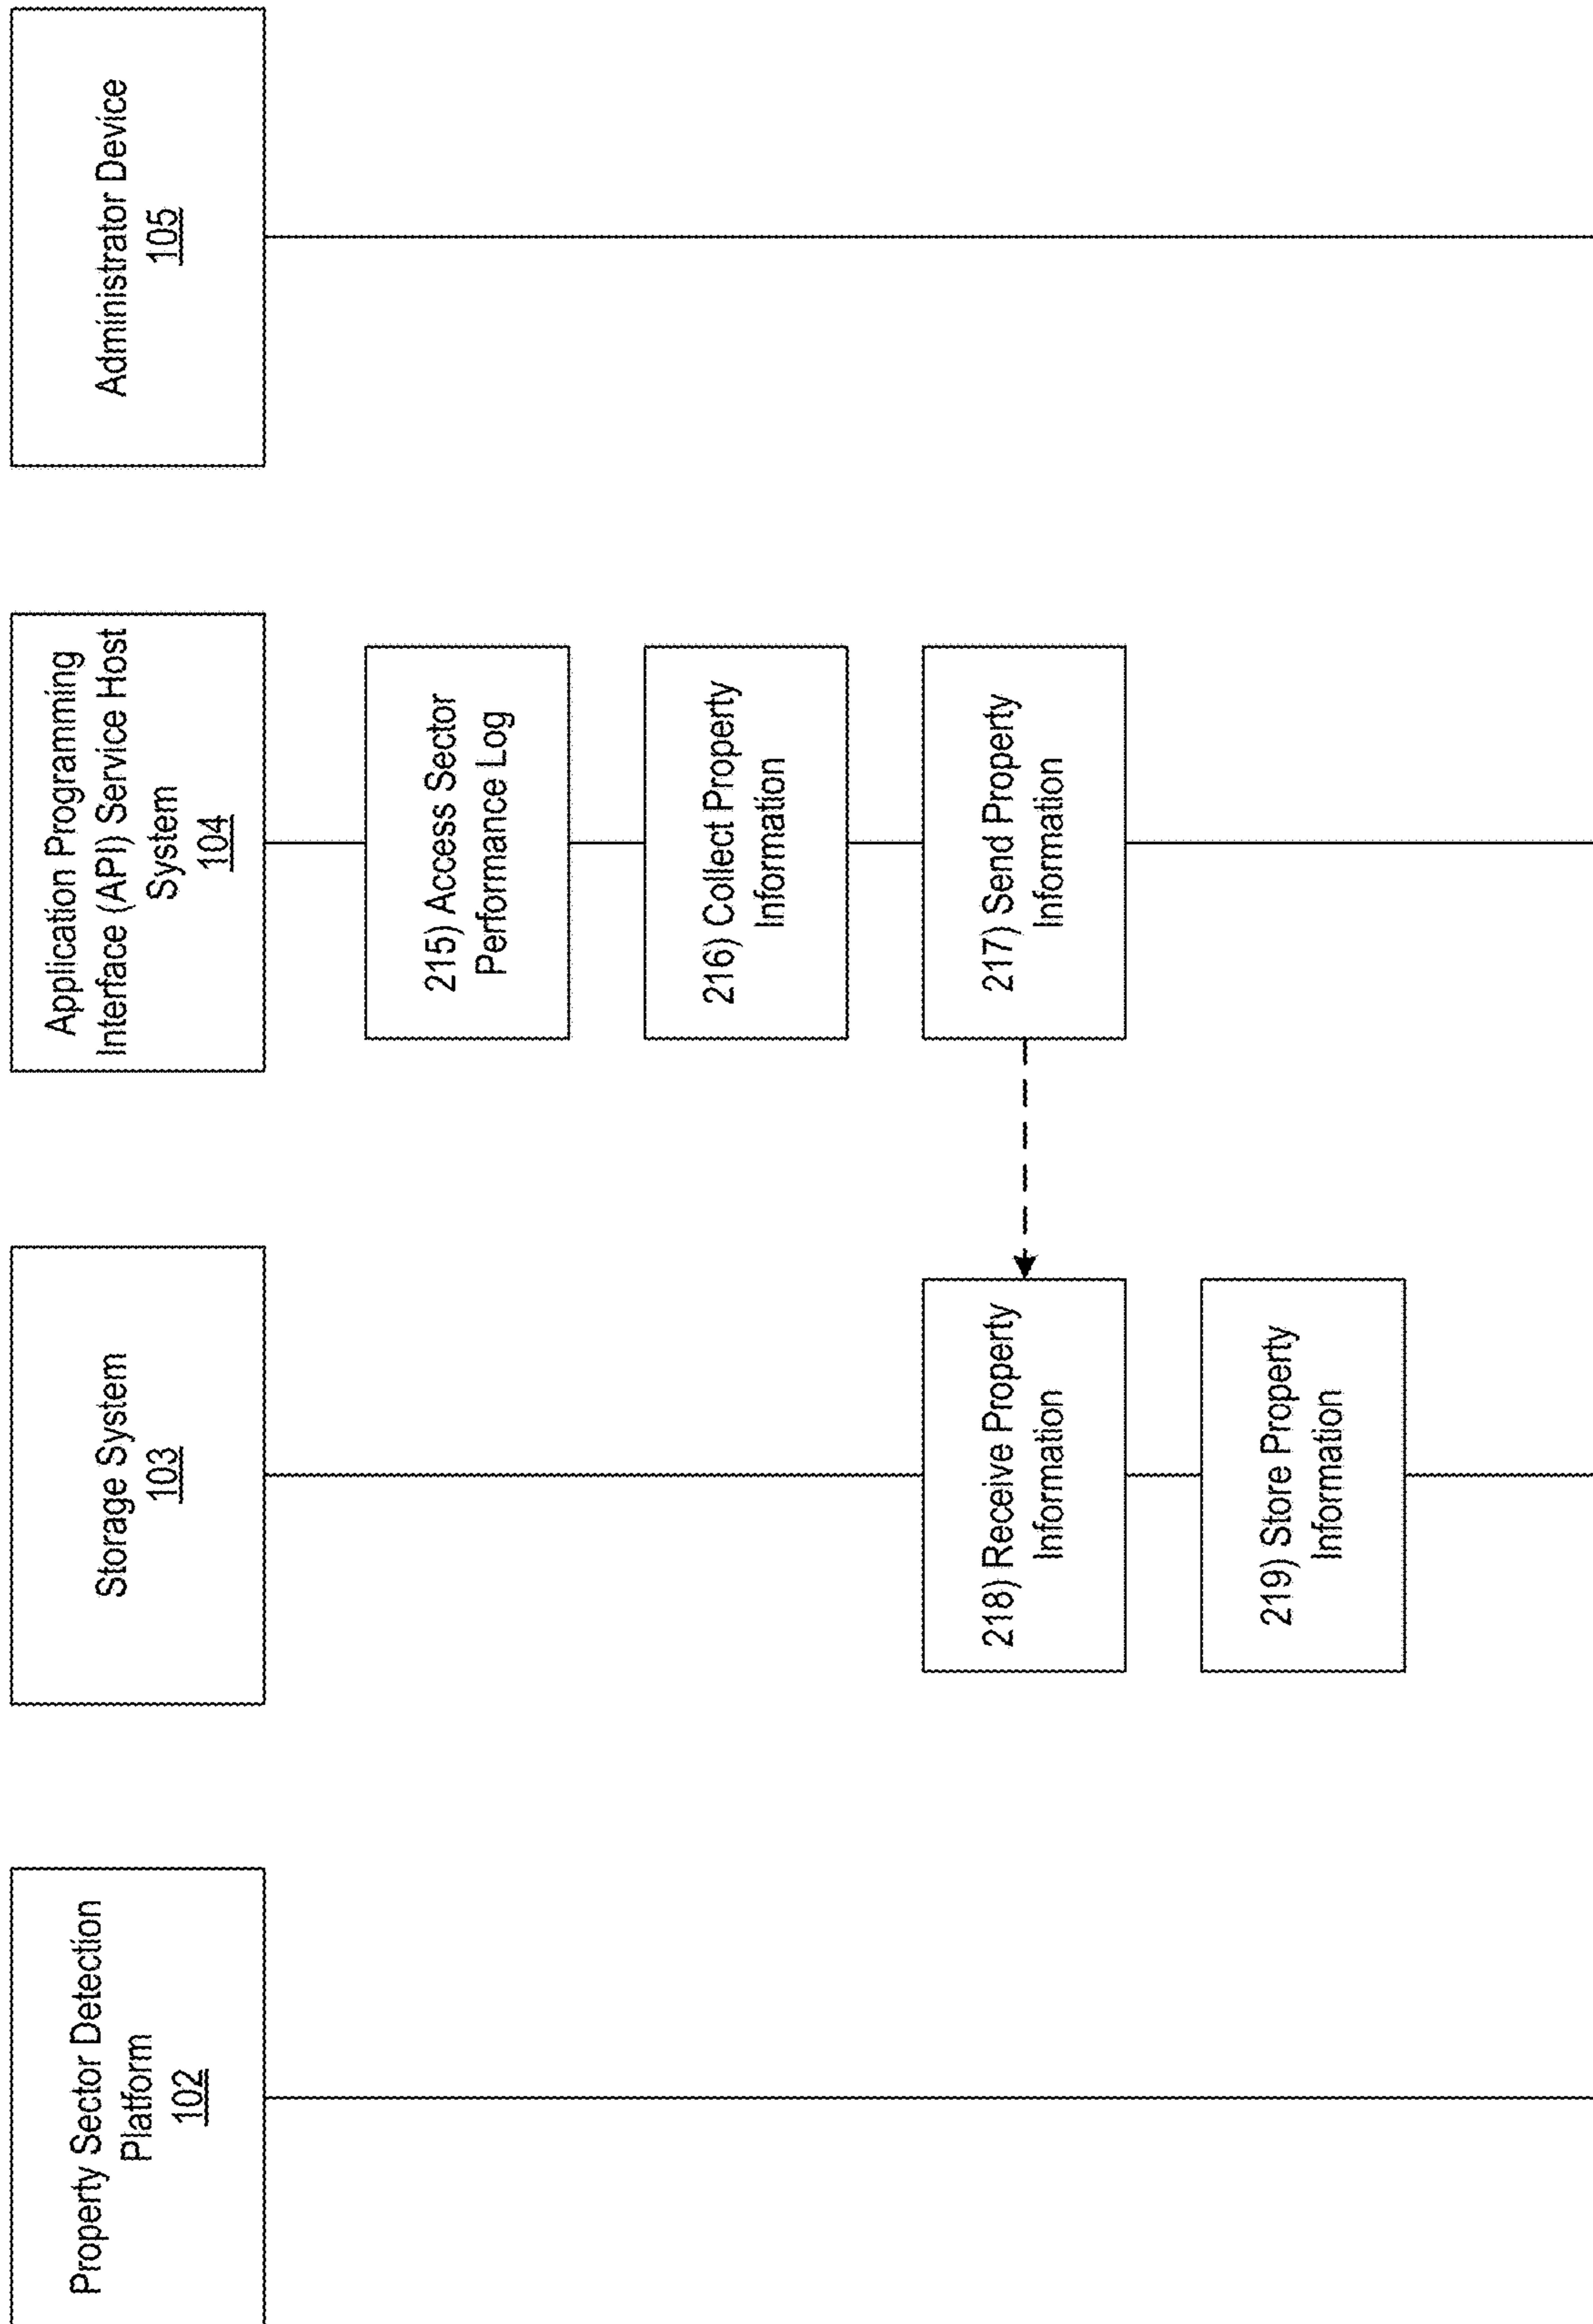 Property Sector Detection
Platform
102
Storage System
103
Application Programming
Interface (API) Service Host
System
104
Administrator Device
105
215) Access Sector
Performance Log
216) Collect Property
Information
218) Receive Property
Information
217) Send Property
Information
219) Store Property
Information